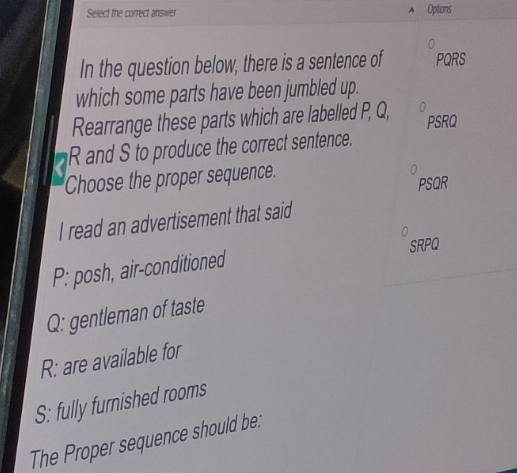 Select the correct answer
Options
In the question below, there is a sentence of
which some parts have been jumbled up.
Rearrange these parts which are labelled P, Q,
R and S to produce the correct sentence.
Choose the proper sequence.
I read an advertisement that said
P: posh, air-conditioned
Q: gentleman of taste
R: are available for
S: fully furnished rooms
The Proper sequence should be:
PQRS
PSRQ
PSQR
SRPQ